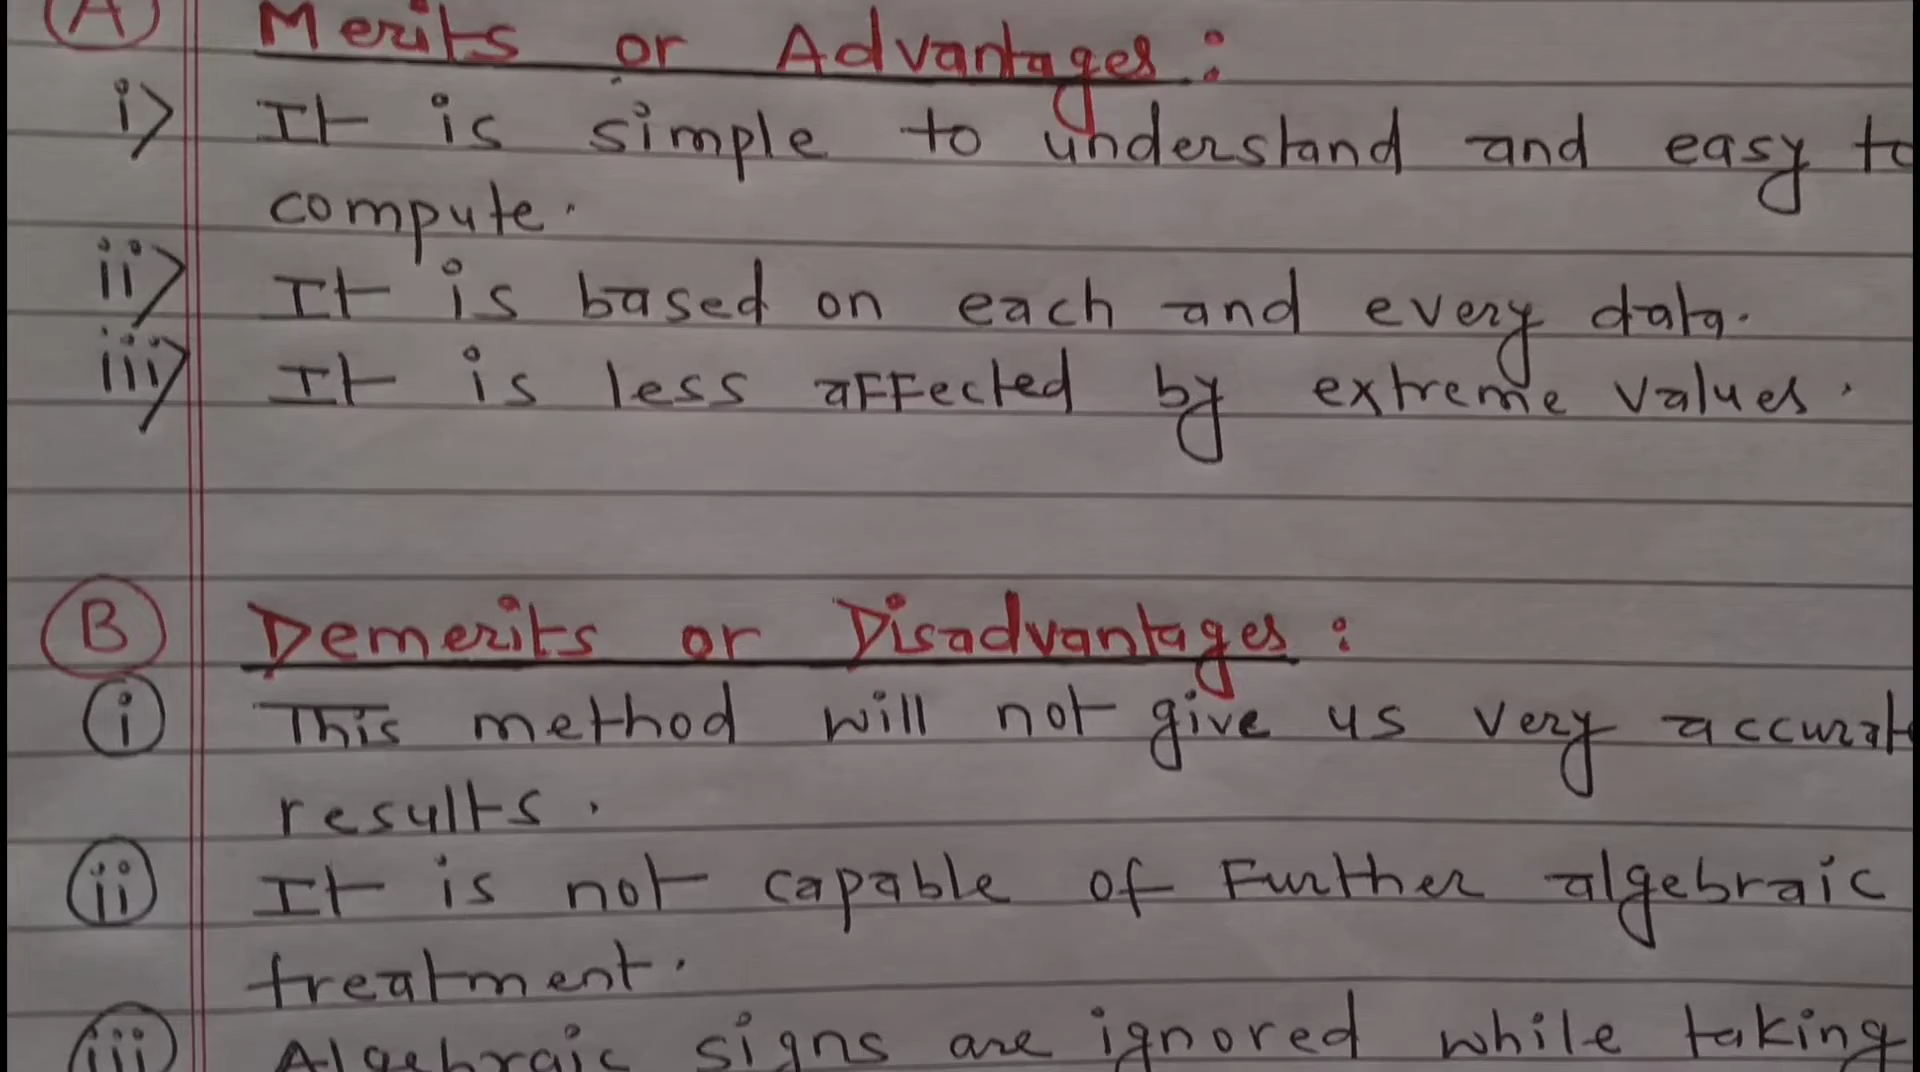 (A) Merits or Advantages :
i) It is simple to understand and easy to
compute.
ii) It is based on each and every data.
iii) It is less affected by extreme values.
(B) Demerits or Disadvantages :
(i) This method will not give us very accurat
results.
(ii) It is not capable of Further algebraic
treatment.
(iii) Algebraic signs are ignored while taking